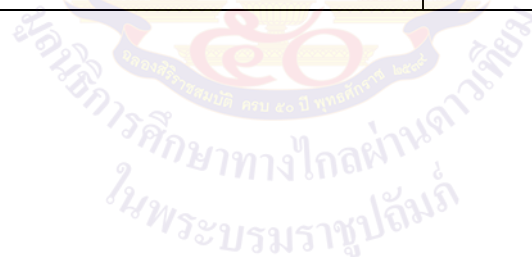 ๕๐
ฉลองสิริราชสมบัติ ครบ ๕๐ ปี พุทธศักราช ๒๕๓๙
มูลนิธิการศึกษาทางไกลผ่านดาวเทียม
ในพระบรมราชูปถัมภ์